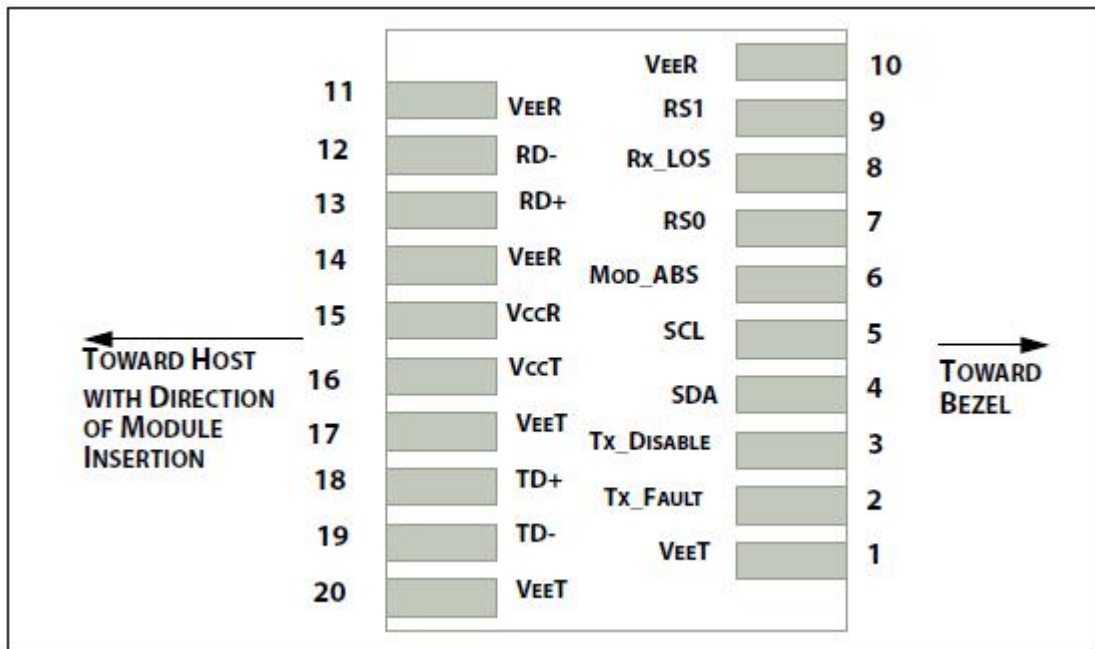 11 VEER
12 RD-
13 RD+
14 VEER
15 VCCR
16 VCCT
17 VEET
18 TD+
19 TD-
20 VEET
VEER 10
RS1 9
RX_LOS 8
RS0 7
MOD_ABS 6
SCL 5
SDA 4
TX_DISABLE 3
TX_FAULT 2
VEET 1
TOWARD HOST
WITH DIRECTION
OF MODULE
INSERTION
TOWARD
BEZEL